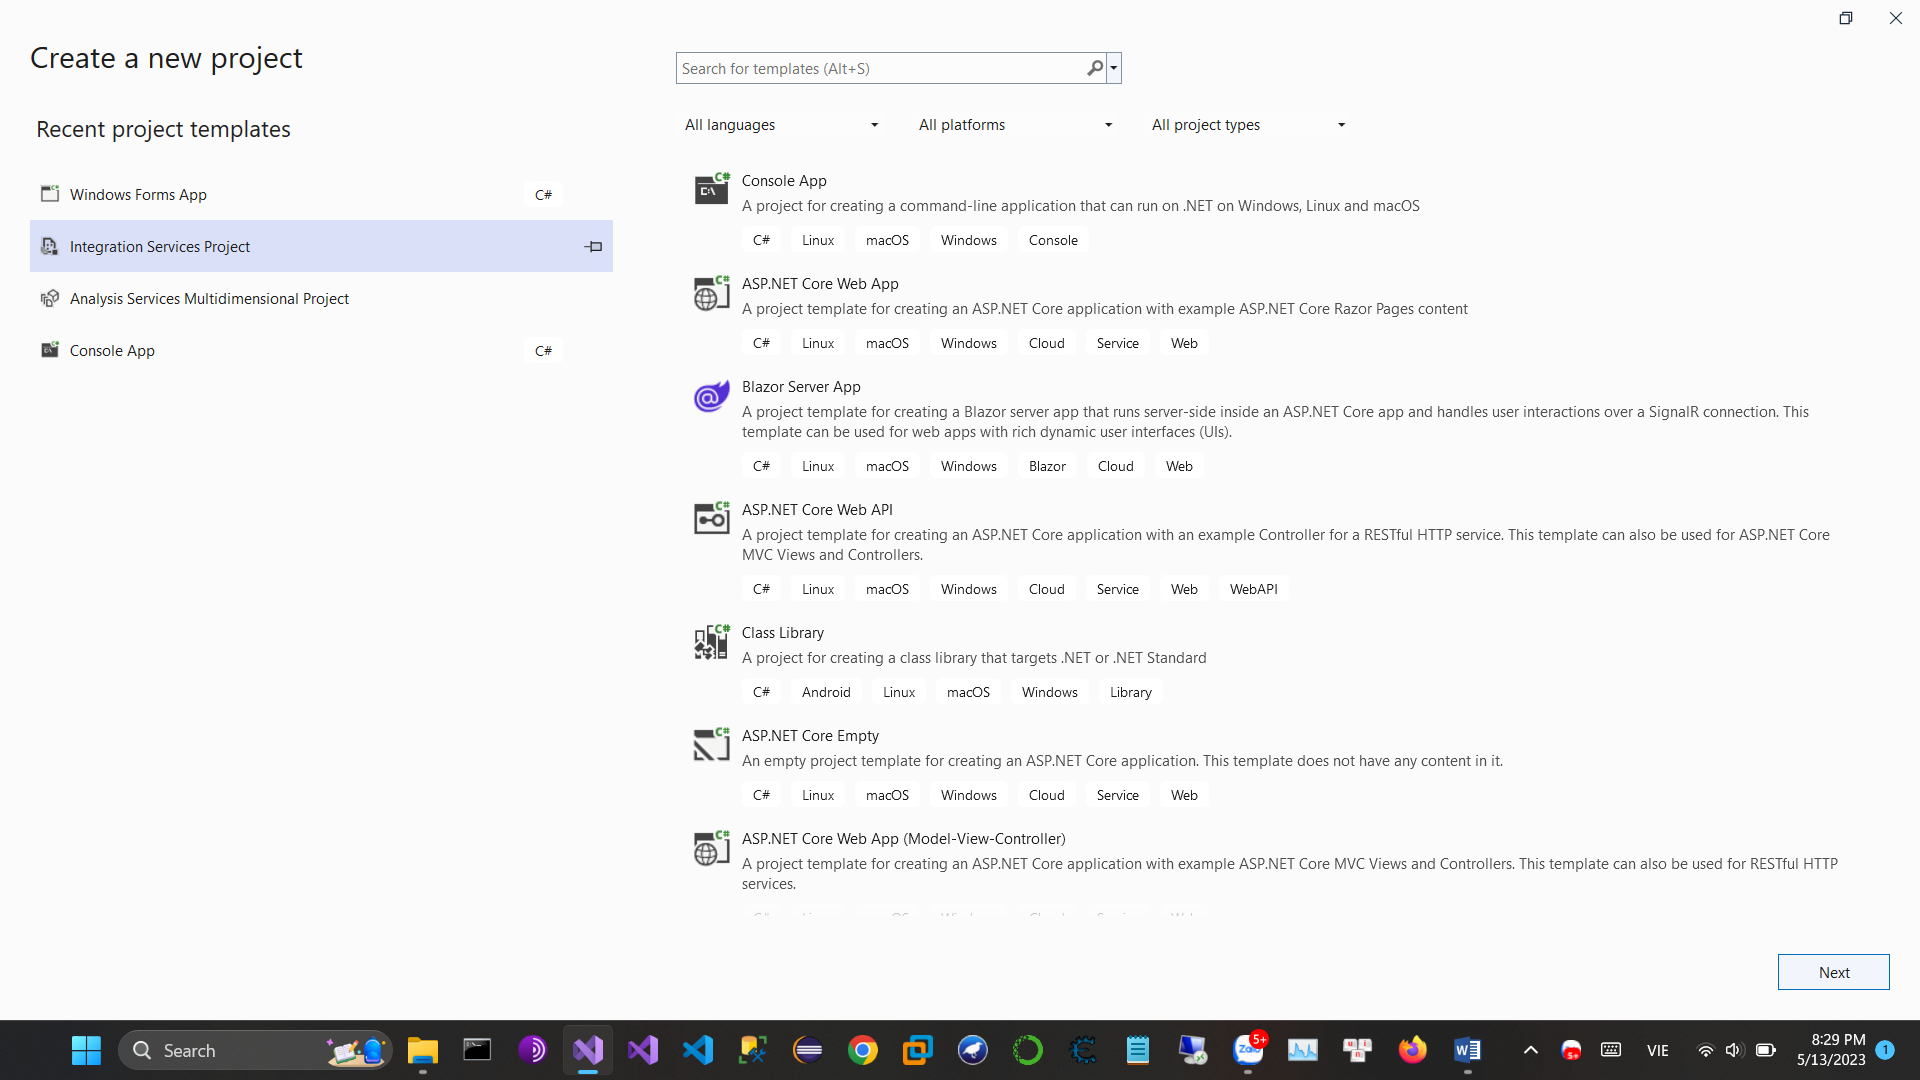 Create a new project
Search for templates (Alt+S)
Recent project templates
All languages
All platforms
All project types
Windows Forms App
C#
Integration Services Project
Analysis Services Multidimensional Project
Console App
C#
Console App
A project for creating a command-line application that can run on .NET on Windows, Linux and macOS
C# Linux macOS Windows Console
ASP.NET Core Web App
A project template for creating an ASP.NET Core application with example ASP.NET Core Razor Pages content
C# Linux macOS Windows Cloud Service Web
Blazor Server App
A project template for creating a Blazor server app that runs server-side inside an ASP.NET Core app and handles user interactions over a SignalR connection. This
template can be used for web apps with rich dynamic user interfaces (UIs).
C# Linux macOS Windows Blazor Cloud Web
ASP.NET Core Web API
A project template for creating an ASP.NET Core application with an example Controller for a RESTful HTTP service. This template can also be used for ASP.NET Core
MVC Views and Controllers.
C# Linux macOS Windows Cloud Service Web WebAPI
Class Library
A project for creating a class library that targets .NET or .NET Standard
C# Android Linux macOS Windows Library
ASP.NET Core Empty
An empty project template for creating an ASP.NET Core application. This template does not have any content in it.
C# Linux macOS Windows Cloud Service Web
ASP.NET Core Web App (Model-View-Controller)
A project template for creating an ASP.NET Core application with example ASP.NET Core MVC Views and Controllers. This template can also be used for RESTful HTTP
services.
Next
Search
Zalo
5+
5+
VIE
8:29 PM
5/13/2023
1